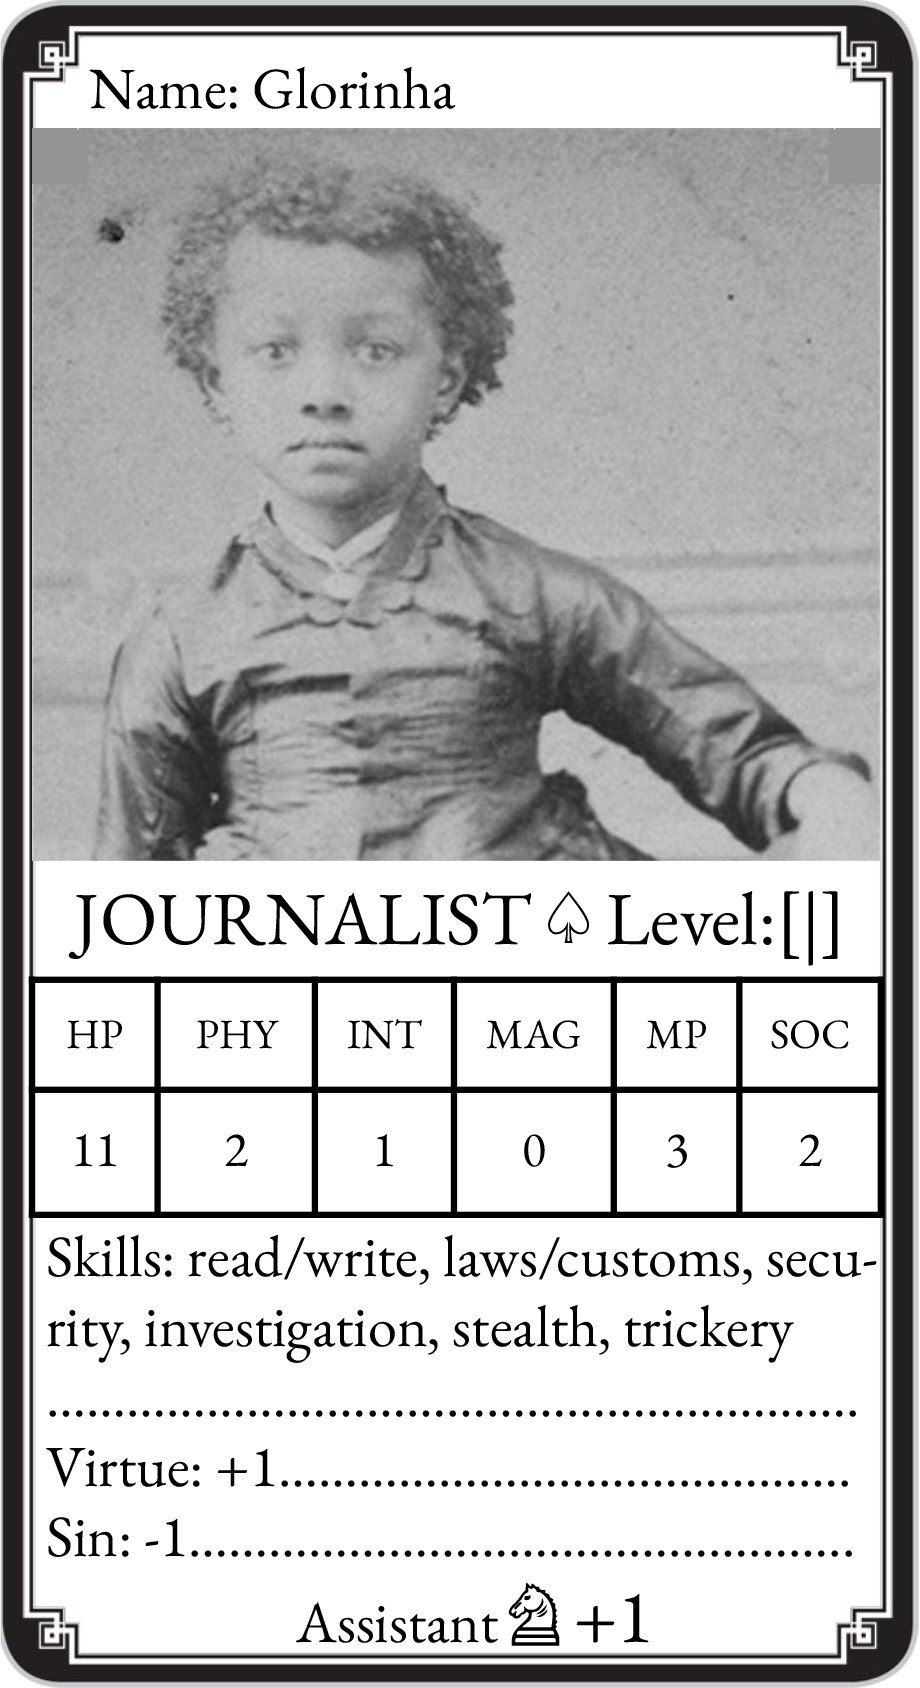 Name: Glorinha
JOURNALIST♤ Level:[|]
HP PHY INT MAG MP SOC
11 2 1 0 3 2
Skills: read/write, laws/customs, secu-
rity, investigation, stealth, trickery
..............................................................
Virtue: +1...........................................
Sin: -1..................................................
Assistant♘+1